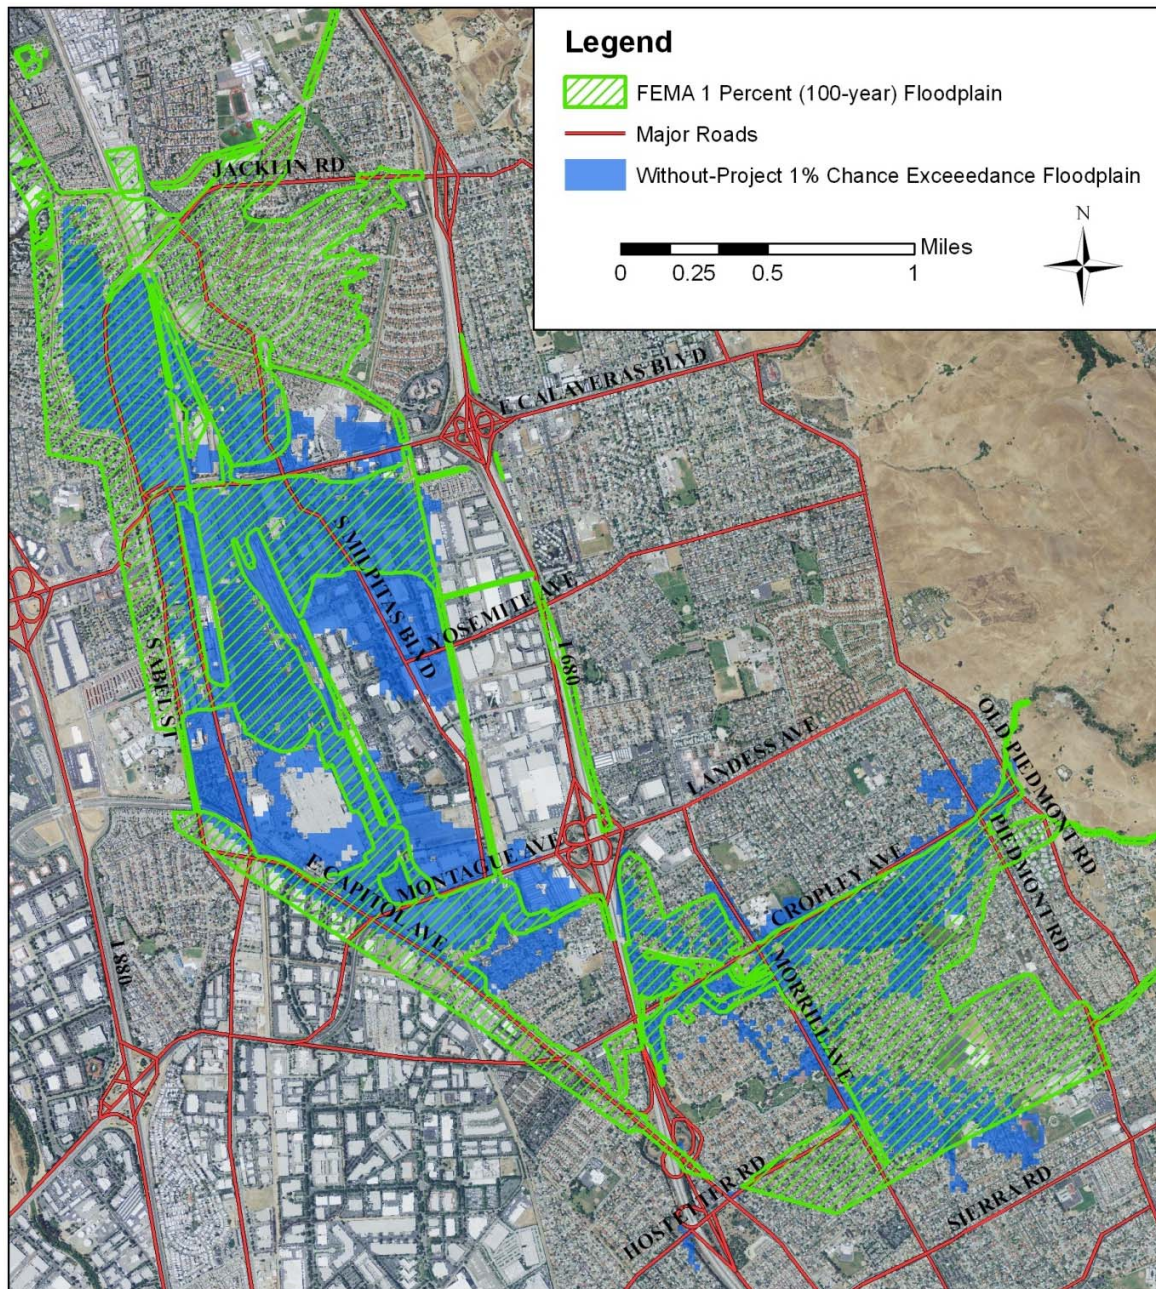 Legend
FEMA 1 Percent (100-year) Floodplain
Major Roads
Without-Project 1% Chance Exceeedance Floodplain
N
Miles
0 0.25 0.5 1
JACKLIN RD
E CALAVERAS BLVD
S MILPITAS BLVD
YOSEMITE AVE
I 680
S ABEL ST
LANDESS AVE
OLD PIEDMONT RD
PIEDMONT RD
CROPLEY AVE
MONTAGUE AVE
E CAPITOL AVE
I 880
MORRILL AVE
HOSTETTER RD
SIERRA RD